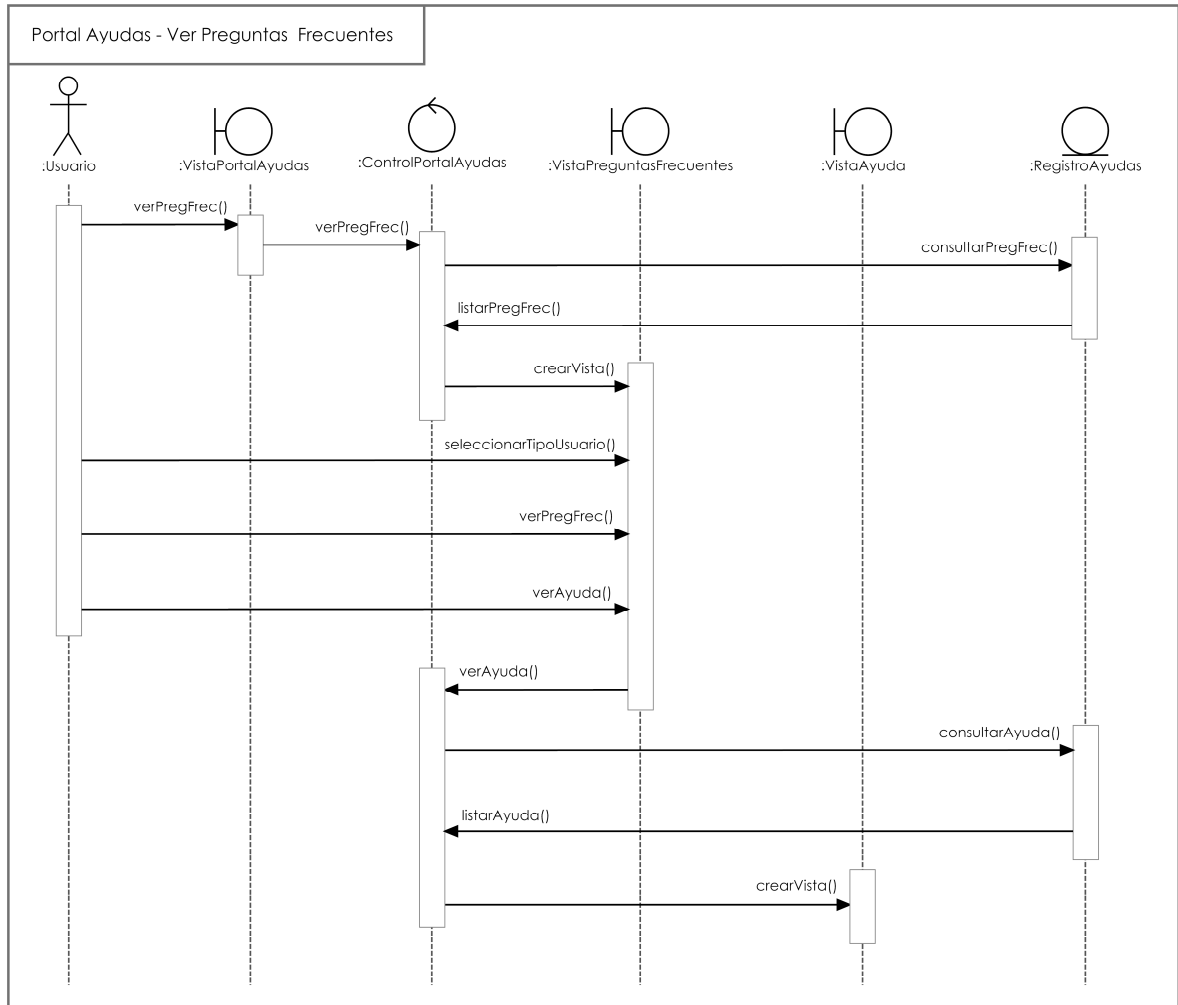 Portal Ayudas - Ver Preguntas Frecuentes
:Usuario
:VistaPortalAyudas
:ControlPortalAyudas
:VistaPreguntasFrecuentes
:VistaAyuda
:RegistroAyudas
verPregFrec()
verPregFrec()
consultarPregFrec()
listarPregFrec()
crearVista()
seleccionarTipoUsuario()
verPregFrec()
verAyuda()
verAyuda()
consultarAyuda()
listarAyuda()
crearVista()